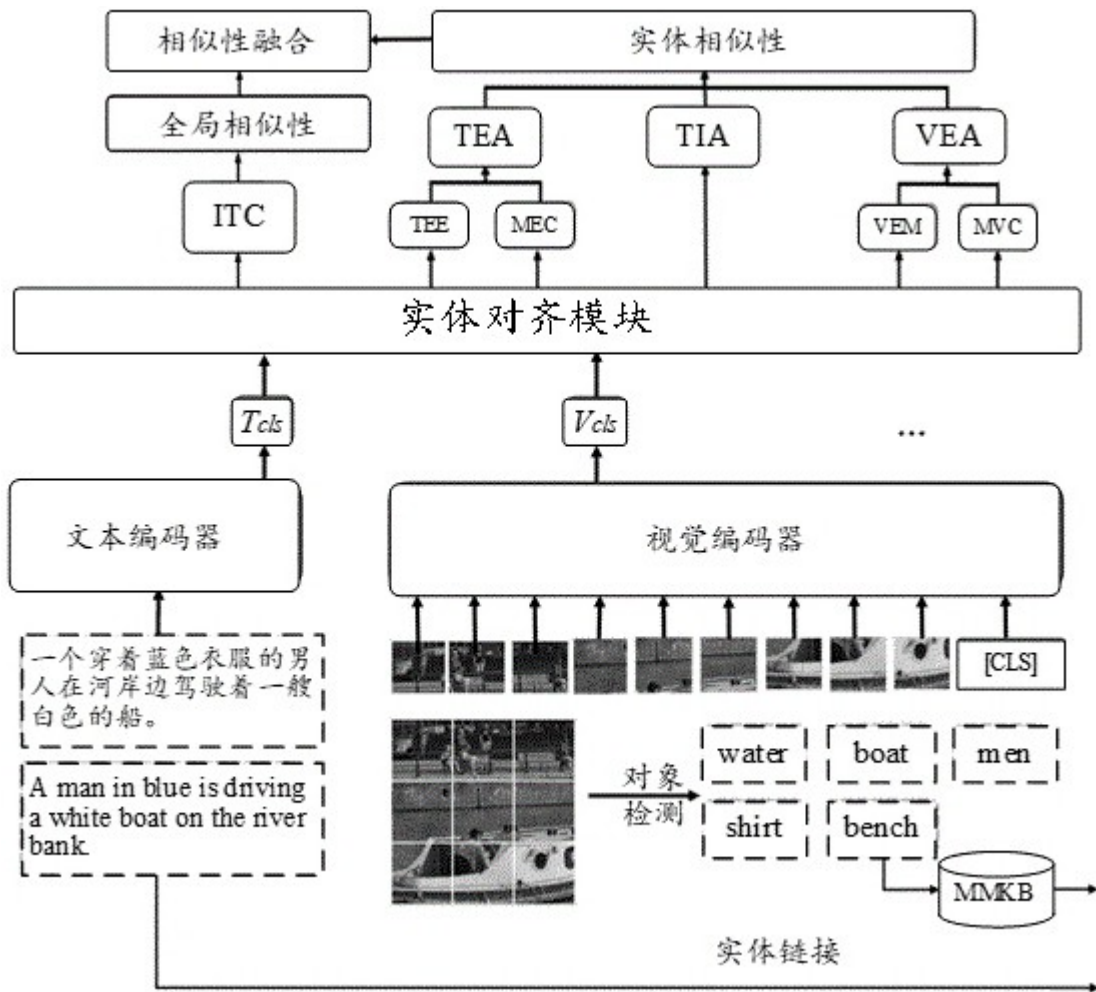 相似性融合
实体相似性
全局相似性
TEA
TIA
VEA
ITC
TEE
MEC
VEM
MVC
实体对齐模块
Tcls
Vcls
...
文本编码器
视觉编码器
一个穿着蓝色衣服的男
人在河岸边驾驶着一艘
白色的船。
[CLS]
A man in blue is driving
a white boat on the river
bank.
对象
检测
water
boat
men
shirt
bench
MMKB
实体链接